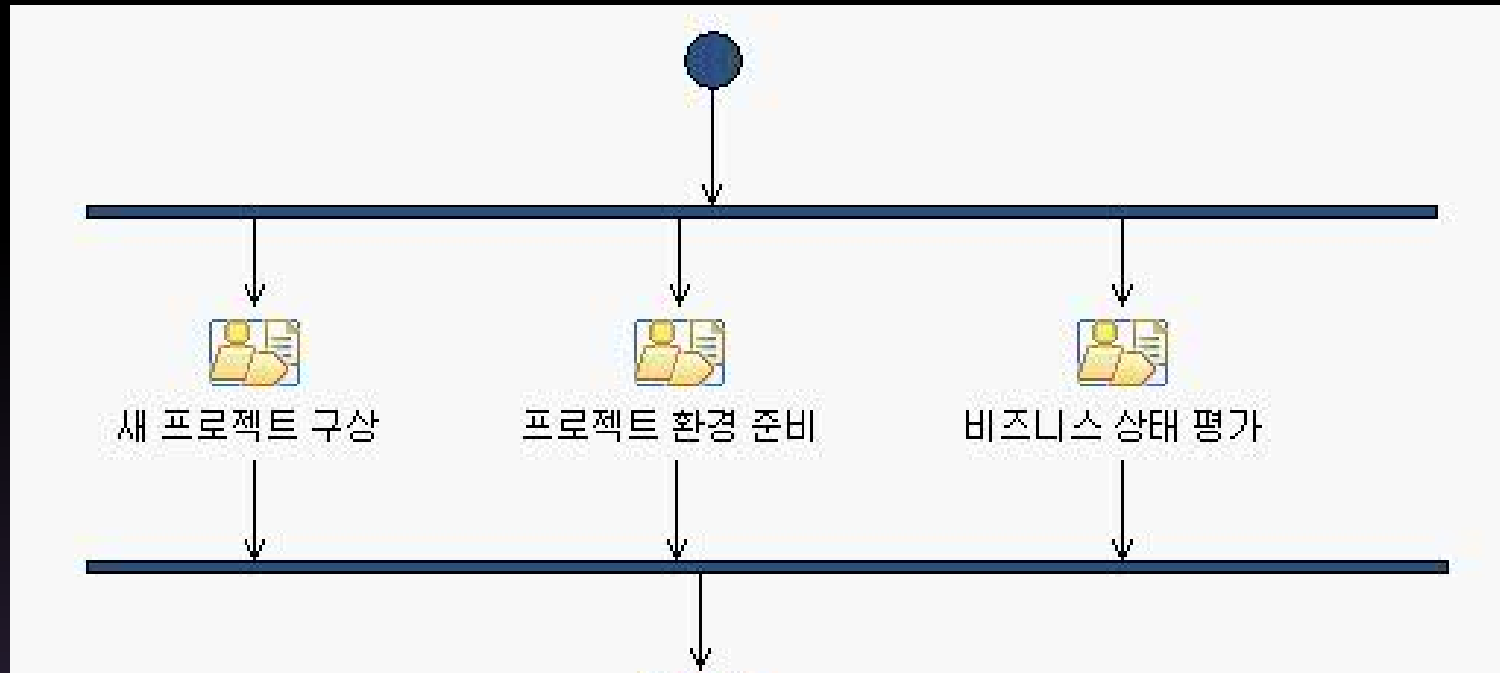 새 프로젝트 구상
프로젝트 환경 준비
비즈니스 상태 평가